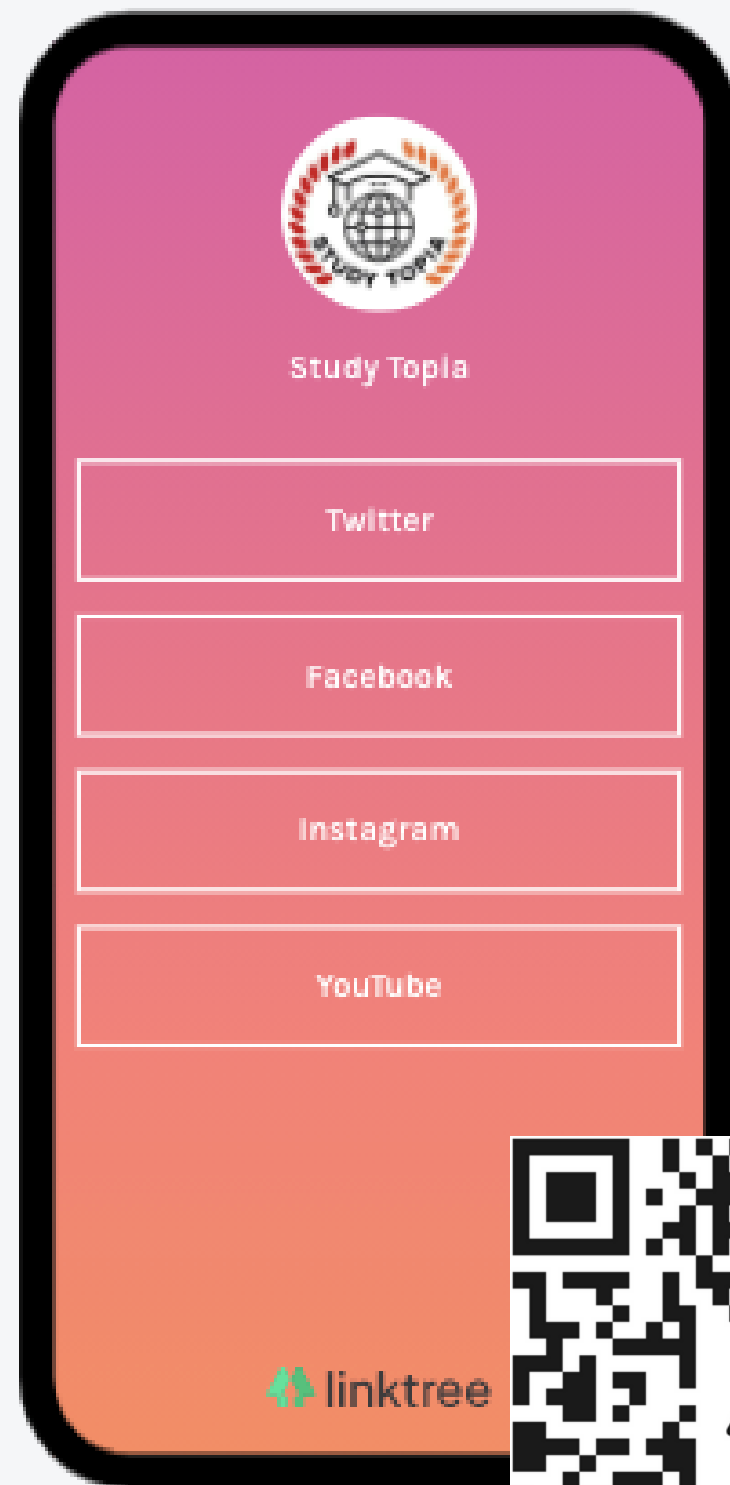 STUDY TOPIA
Study Topia
Twitter
Facebook
Instagram
YouTube
linktree